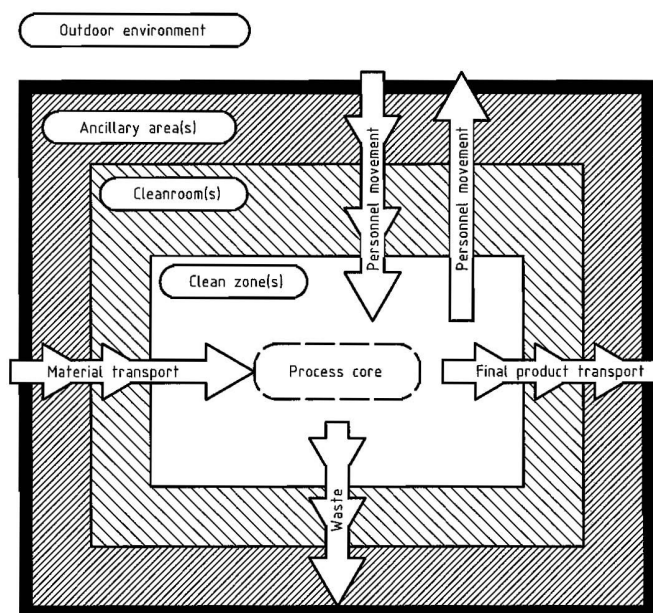 Outdoor environment
Ancillary area(s)
Cleanroom(s)
Personnel movement
Personnel movement
Clean zone(s)
Material transport
Process core
Final product transport
Waste